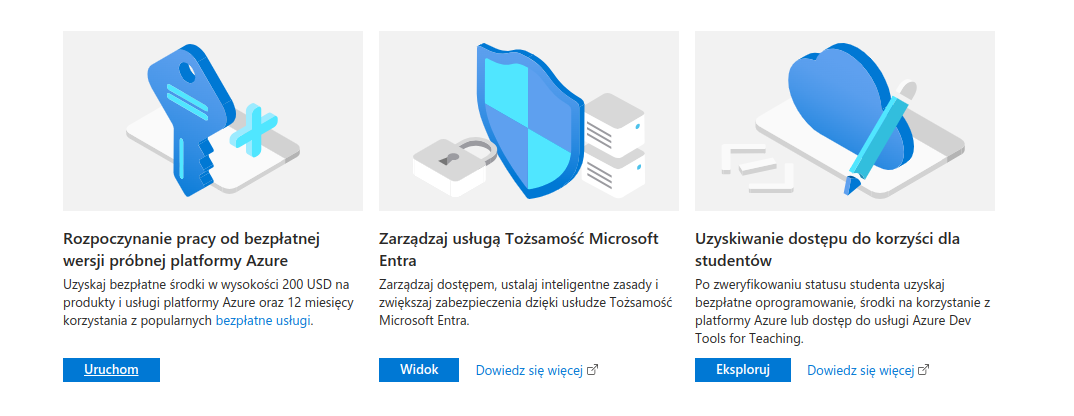 Rozpoczynanie pracy od bezpłatnej
wersji próbnej platformy Azure
Uzyskaj bezpłatne środki w wysokości 200 USD na
produkty i usługi platformy Azure oraz 12 miesięcy
korzystania z popularnych bezpłatne usługi.
Uruchom
Zarządzaj usługą Tożsamość Microsoft
Entra
Zarządzaj dostępem, ustalaj inteligentne zasady i
zwiększaj zabezpieczenia dzięki usłudze Tożsamość
Microsoft Entra.
Widok
Dowiedz się więcej
Uzyskiwanie dostępu do korzyści dla
studentów
Po zweryfikowaniu statusu studenta uzyskaj
bezpłatne oprogramowanie, środki na korzystanie z
platformy Azure lub dostęp do usługi Azure Dev
Tools for Teaching.
Eksploruj
Dowiedz się więcej